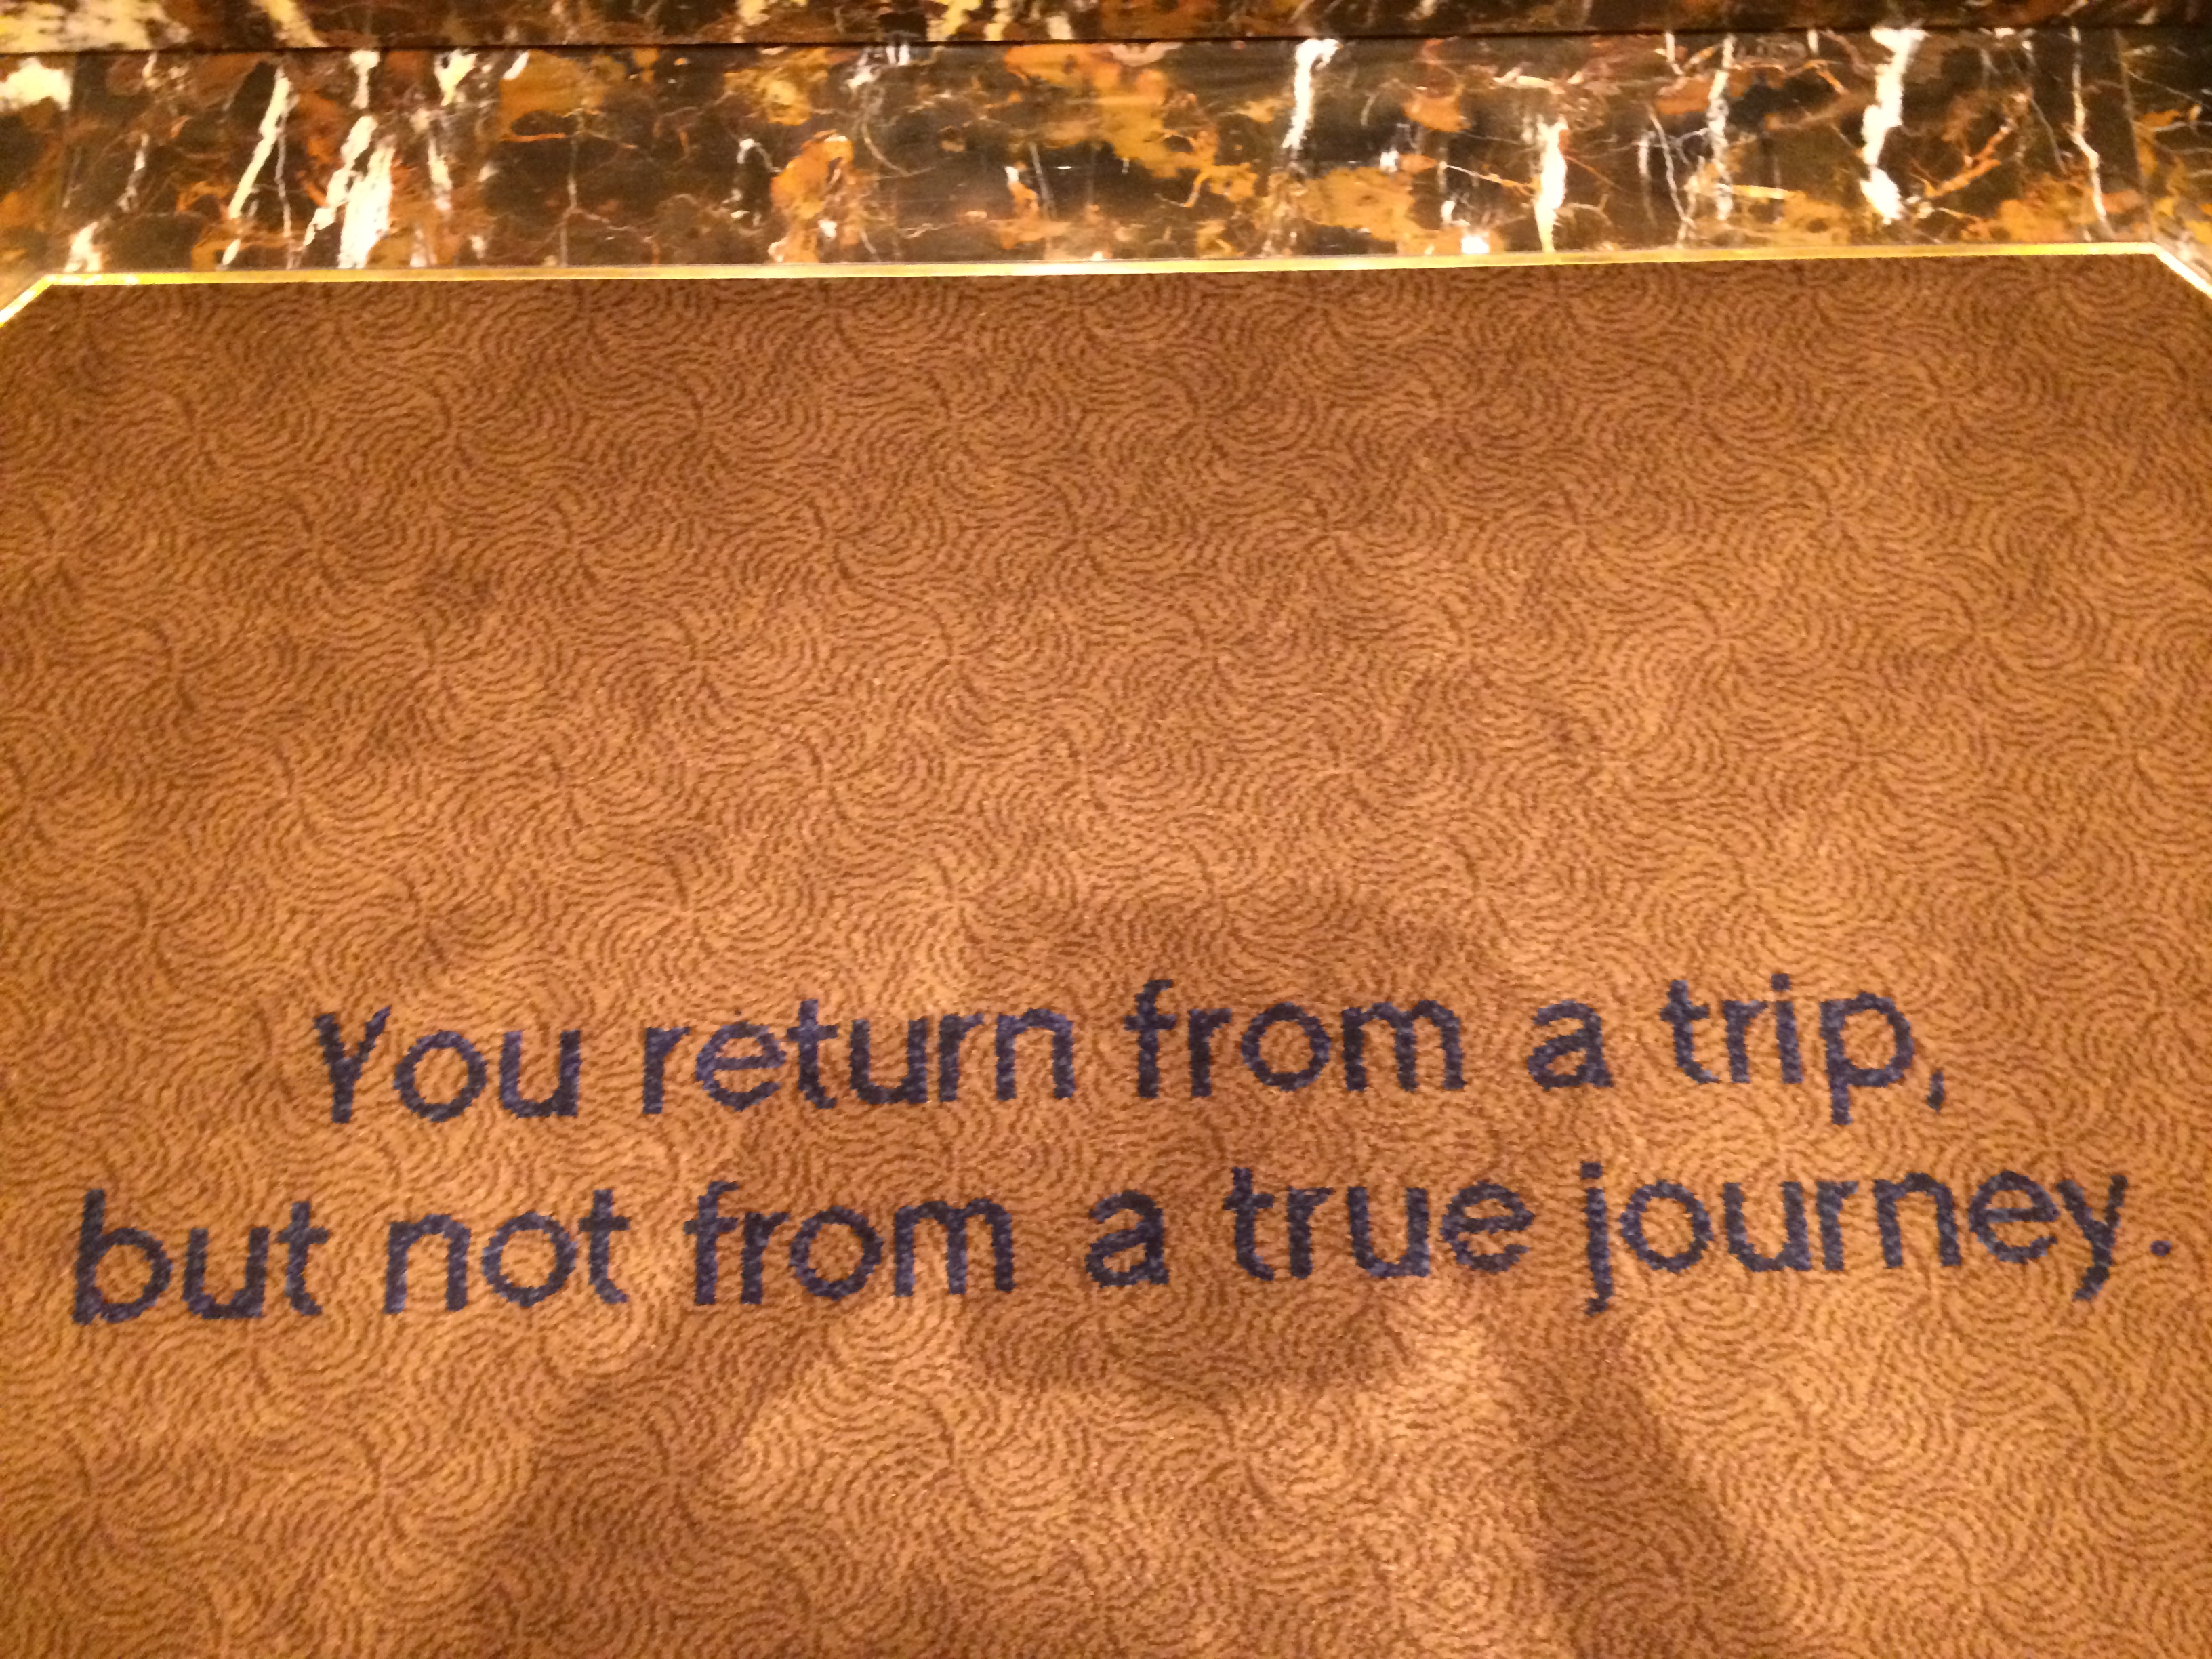 You return from a trip,
but not from a true journey.